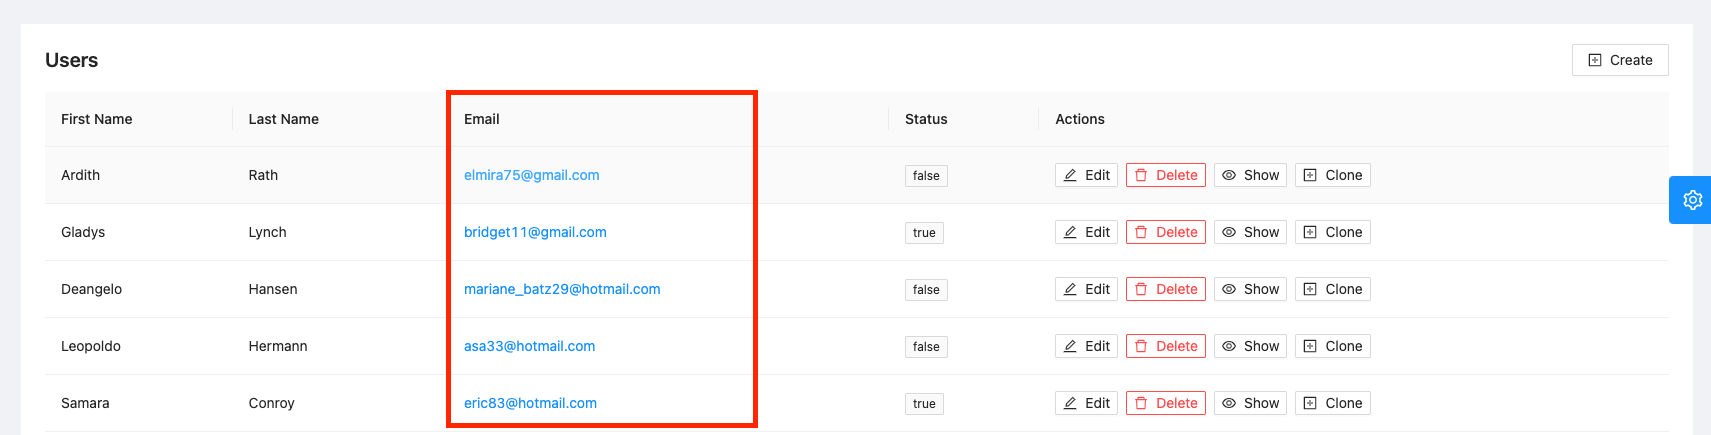 Users
Create
First Name Last Name Email Status Actions
Ardith Rath elmira75@gmail.com false Edit Delete Show Clone
Gladys Lynch bridget11@gmail.com true Edit Delete Show Clone
Deangelo Hansen mariane_batz29@hotmail.com false Edit Delete Show Clone
Leopoldo Hermann asa33@hotmail.com false Edit Delete Show Clone
Samara Conroy eric83@hotmail.com true Edit Delete Show Clone